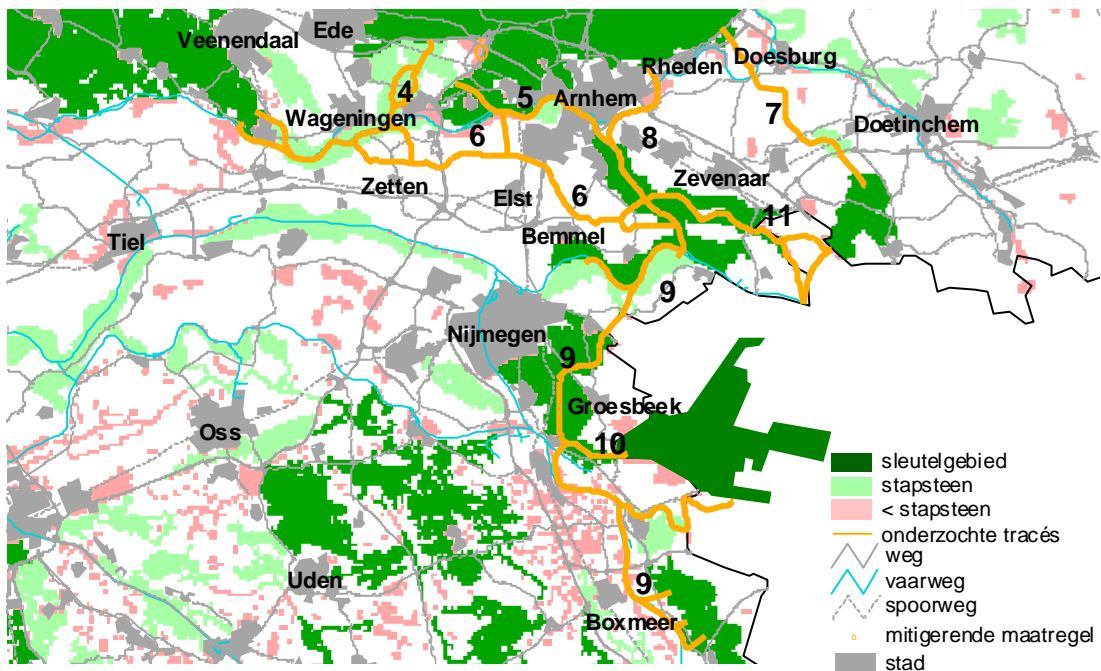 Ede
Veenendaal
Doesburg
Rheden
4
5
Arnhem
7
Wageningen
6
8
Doetinchem
Zetten
Zevenaar
Elst
6
11
Tiel
Bemmel
9
Nijmegen
9
Groesbeek
Oss
10
Uden
9
Boxmeer
sleutelgebied
stapsteen
< stapsteen
onderzochte tracés
weg
vaarweg
spoorweg
mitigerende maatregel
stad